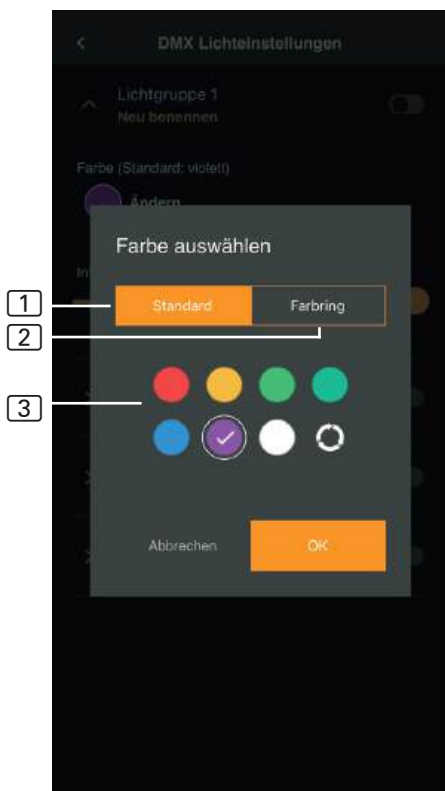 DMX Lichteinstellungen
Lichtgruppe 1
Neu benennen
Farbe (Standard: violett)
Ändern
Farbe auswählen
1
Standard
Farbring
2
3
Abbrechen
OK